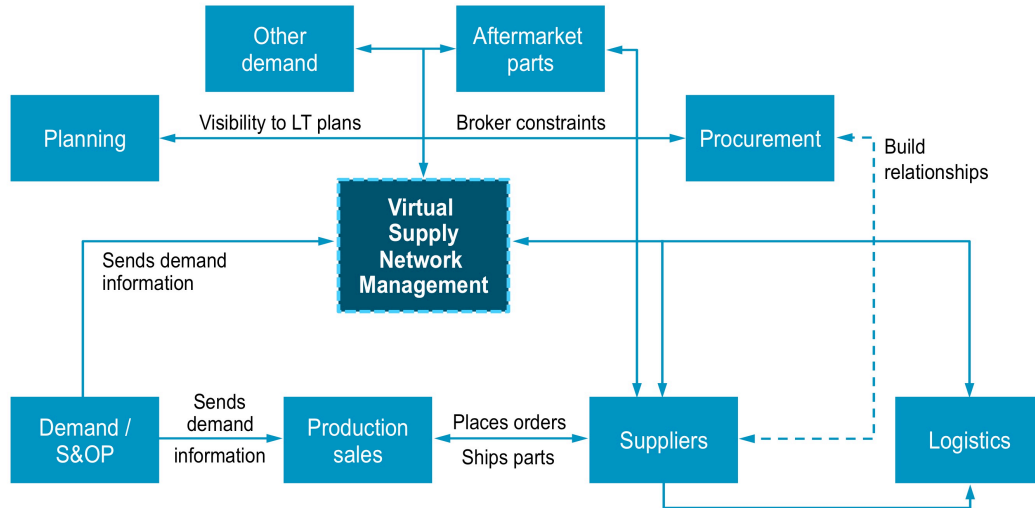 Other
demand
Aftermarket
parts
Planning
Visibility to LT plans
Broker constraints
Procurement
Build
relationships
Virtual
Supply
Network
Management
Sends demand
information
Demand /
S&OP
Sends
demand
information
Production
sales
Places orders
Ships parts
Suppliers
Logistics